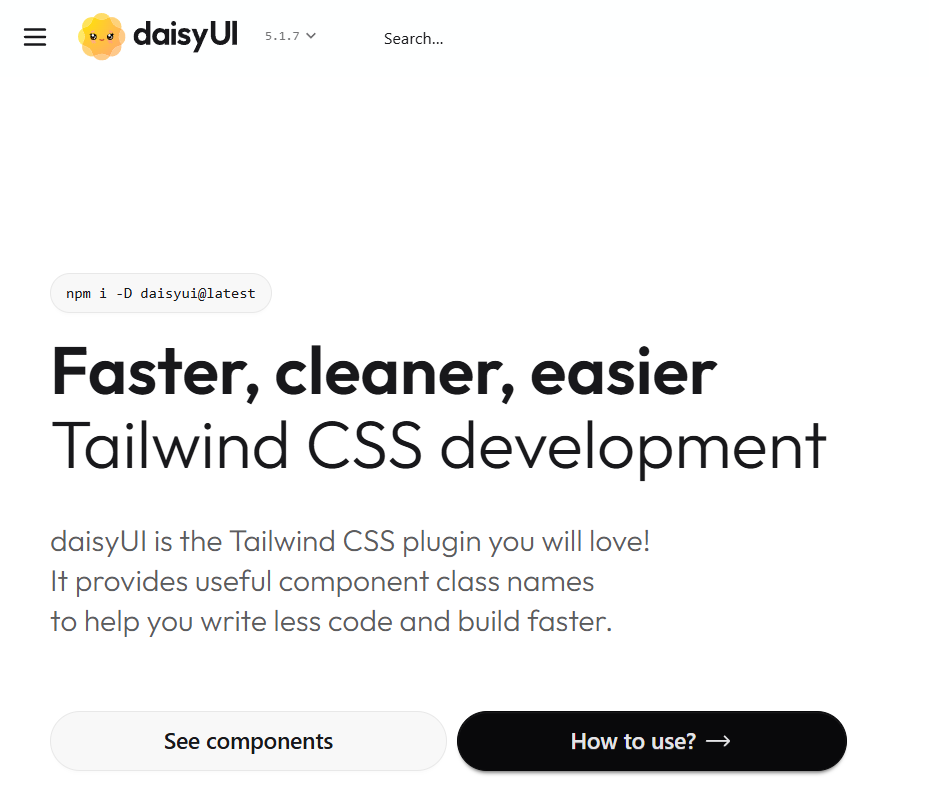 daisyUI 5.1.7 Search...
npm i -D daisyui@latest
Faster, cleaner, easier
Tailwind CSS development
daisyUI is the Tailwind CSS plugin you will love!
It provides useful component class names
to help you write less code and build faster.
See components How to use? →